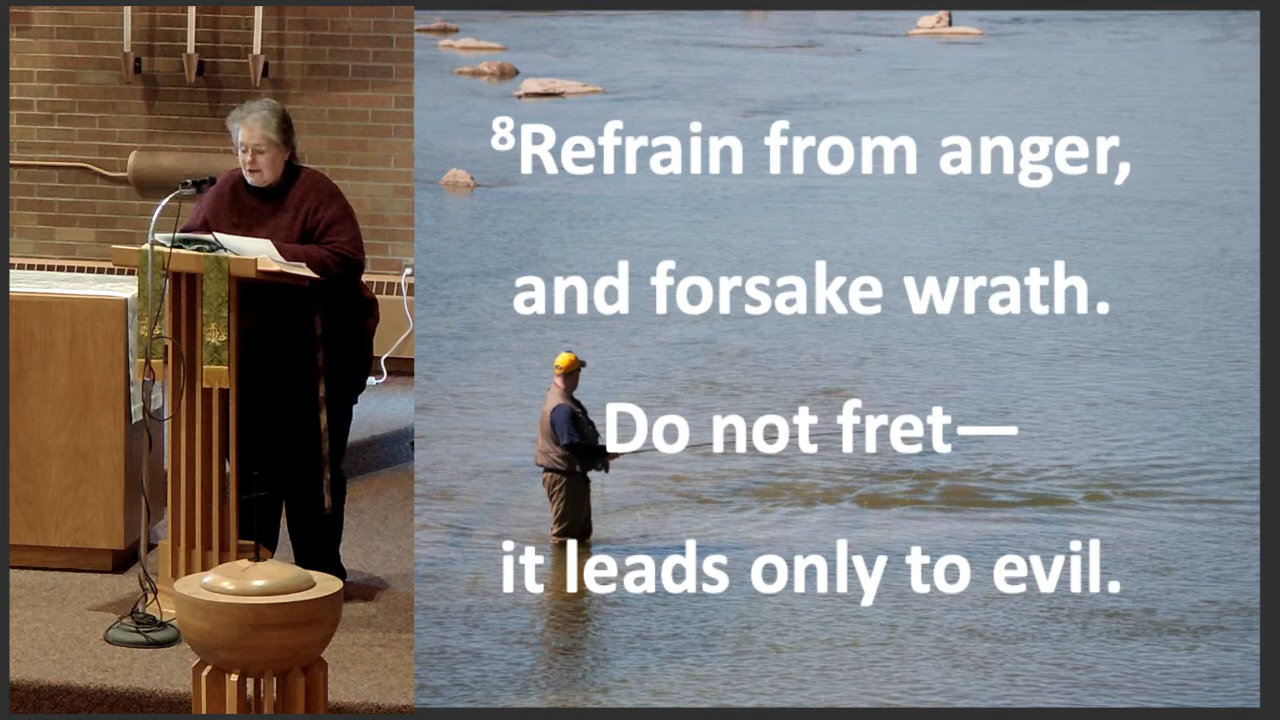 ⁸Refrain from anger,
and forsake wrath.
Do not fret—
it leads only to evil.